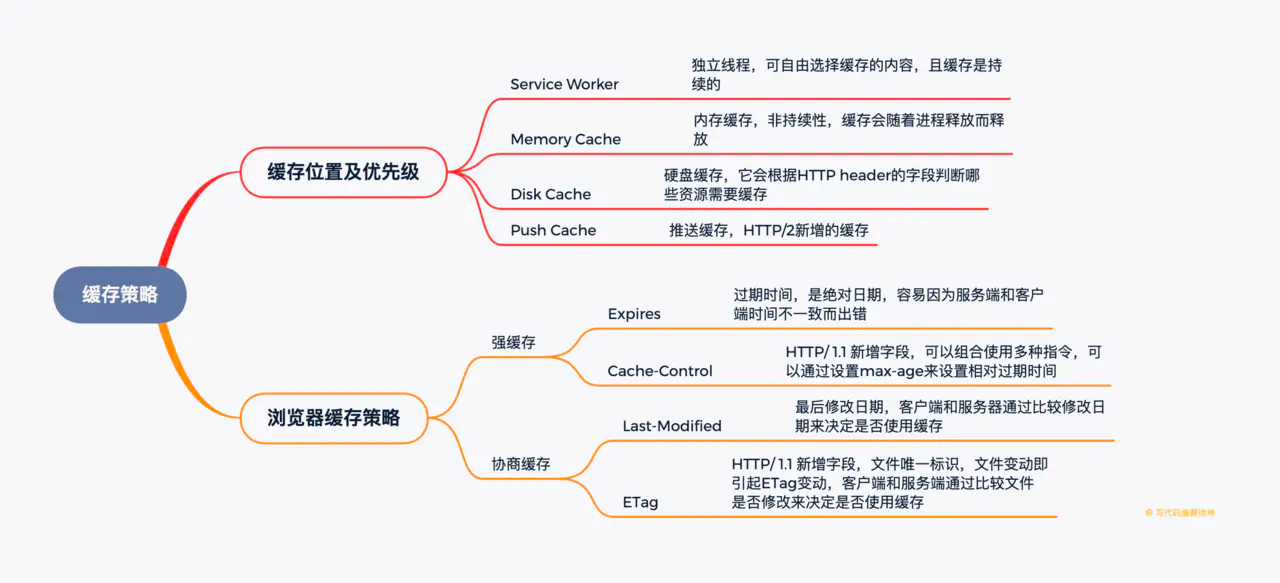 缓存策略
缓存位置及优先级
Service Worker
独立线程，可自由选择缓存的内容，且缓存是持
续的
Memory Cache
内存缓存，非持续性，缓存会随着进程释放而释
放
Disk Cache
硬盘缓存，它会根据HTTP header的字段判断哪
些资源需要缓存
Push Cache
推送缓存，HTTP/2新增的缓存
浏览器缓存策略
强缓存
Expires
过期时间，是绝对日期，容易因为服务端和客户
端时间不一致而出错
Cache-Control
HTTP/ 1.1 新增字段，可以组合使用多种指令，可
以通过设置max-age来设置相对过期时间
协商缓存
Last-Modified
最后修改日期，客户端和服务器通过比较修改日
期来决定是否使用缓存
ETag
HTTP/ 1.1 新增字段，文件唯一标识，文件变动即
引起ETag变动，客户端和服务端通过比较文件
是否修改来决定是否使用缓存